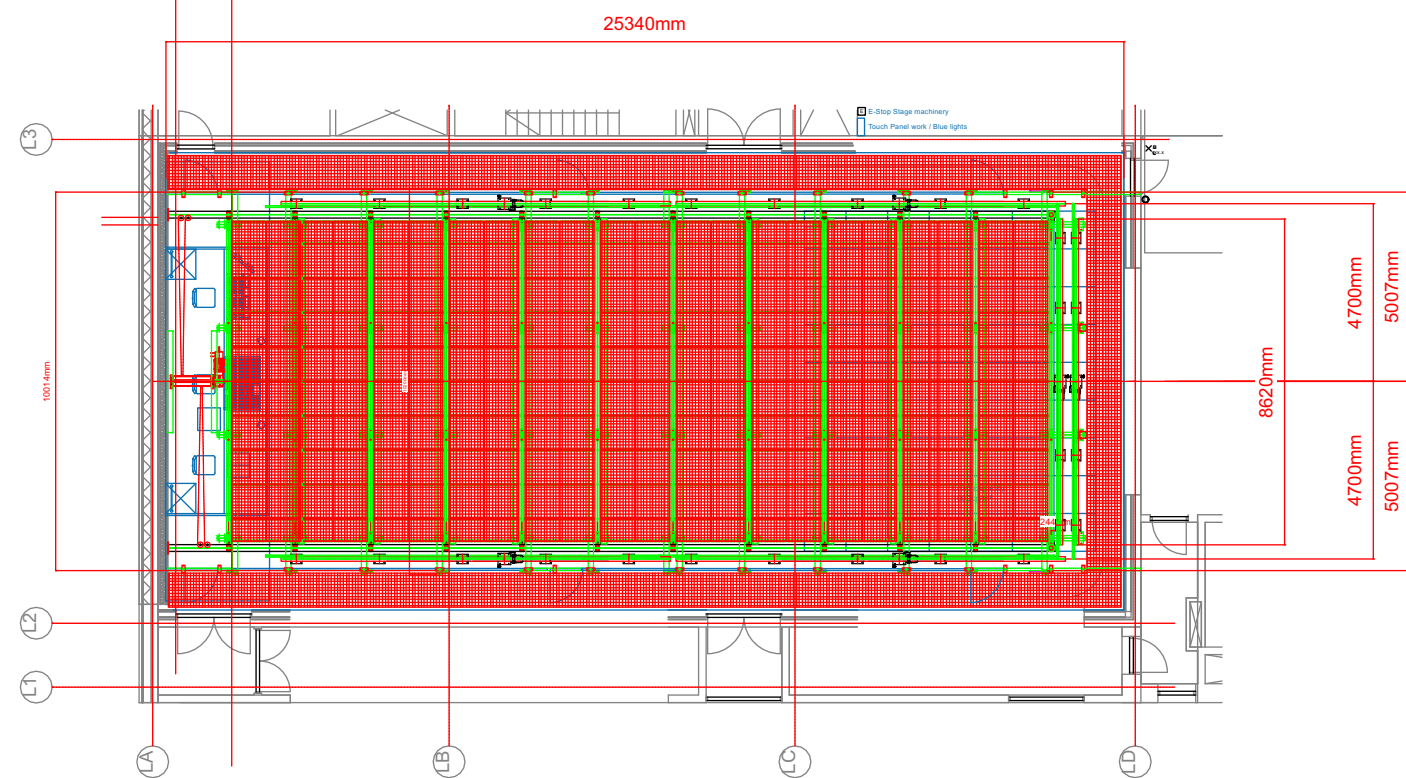 25340mm
E-Stop Stage machinery
Touch Panel work / Blue lights
L3
4700mm
5007mm
8620mm
10014mm
4700mm
5007mm
L2
L1
LA
LB
LC
LD